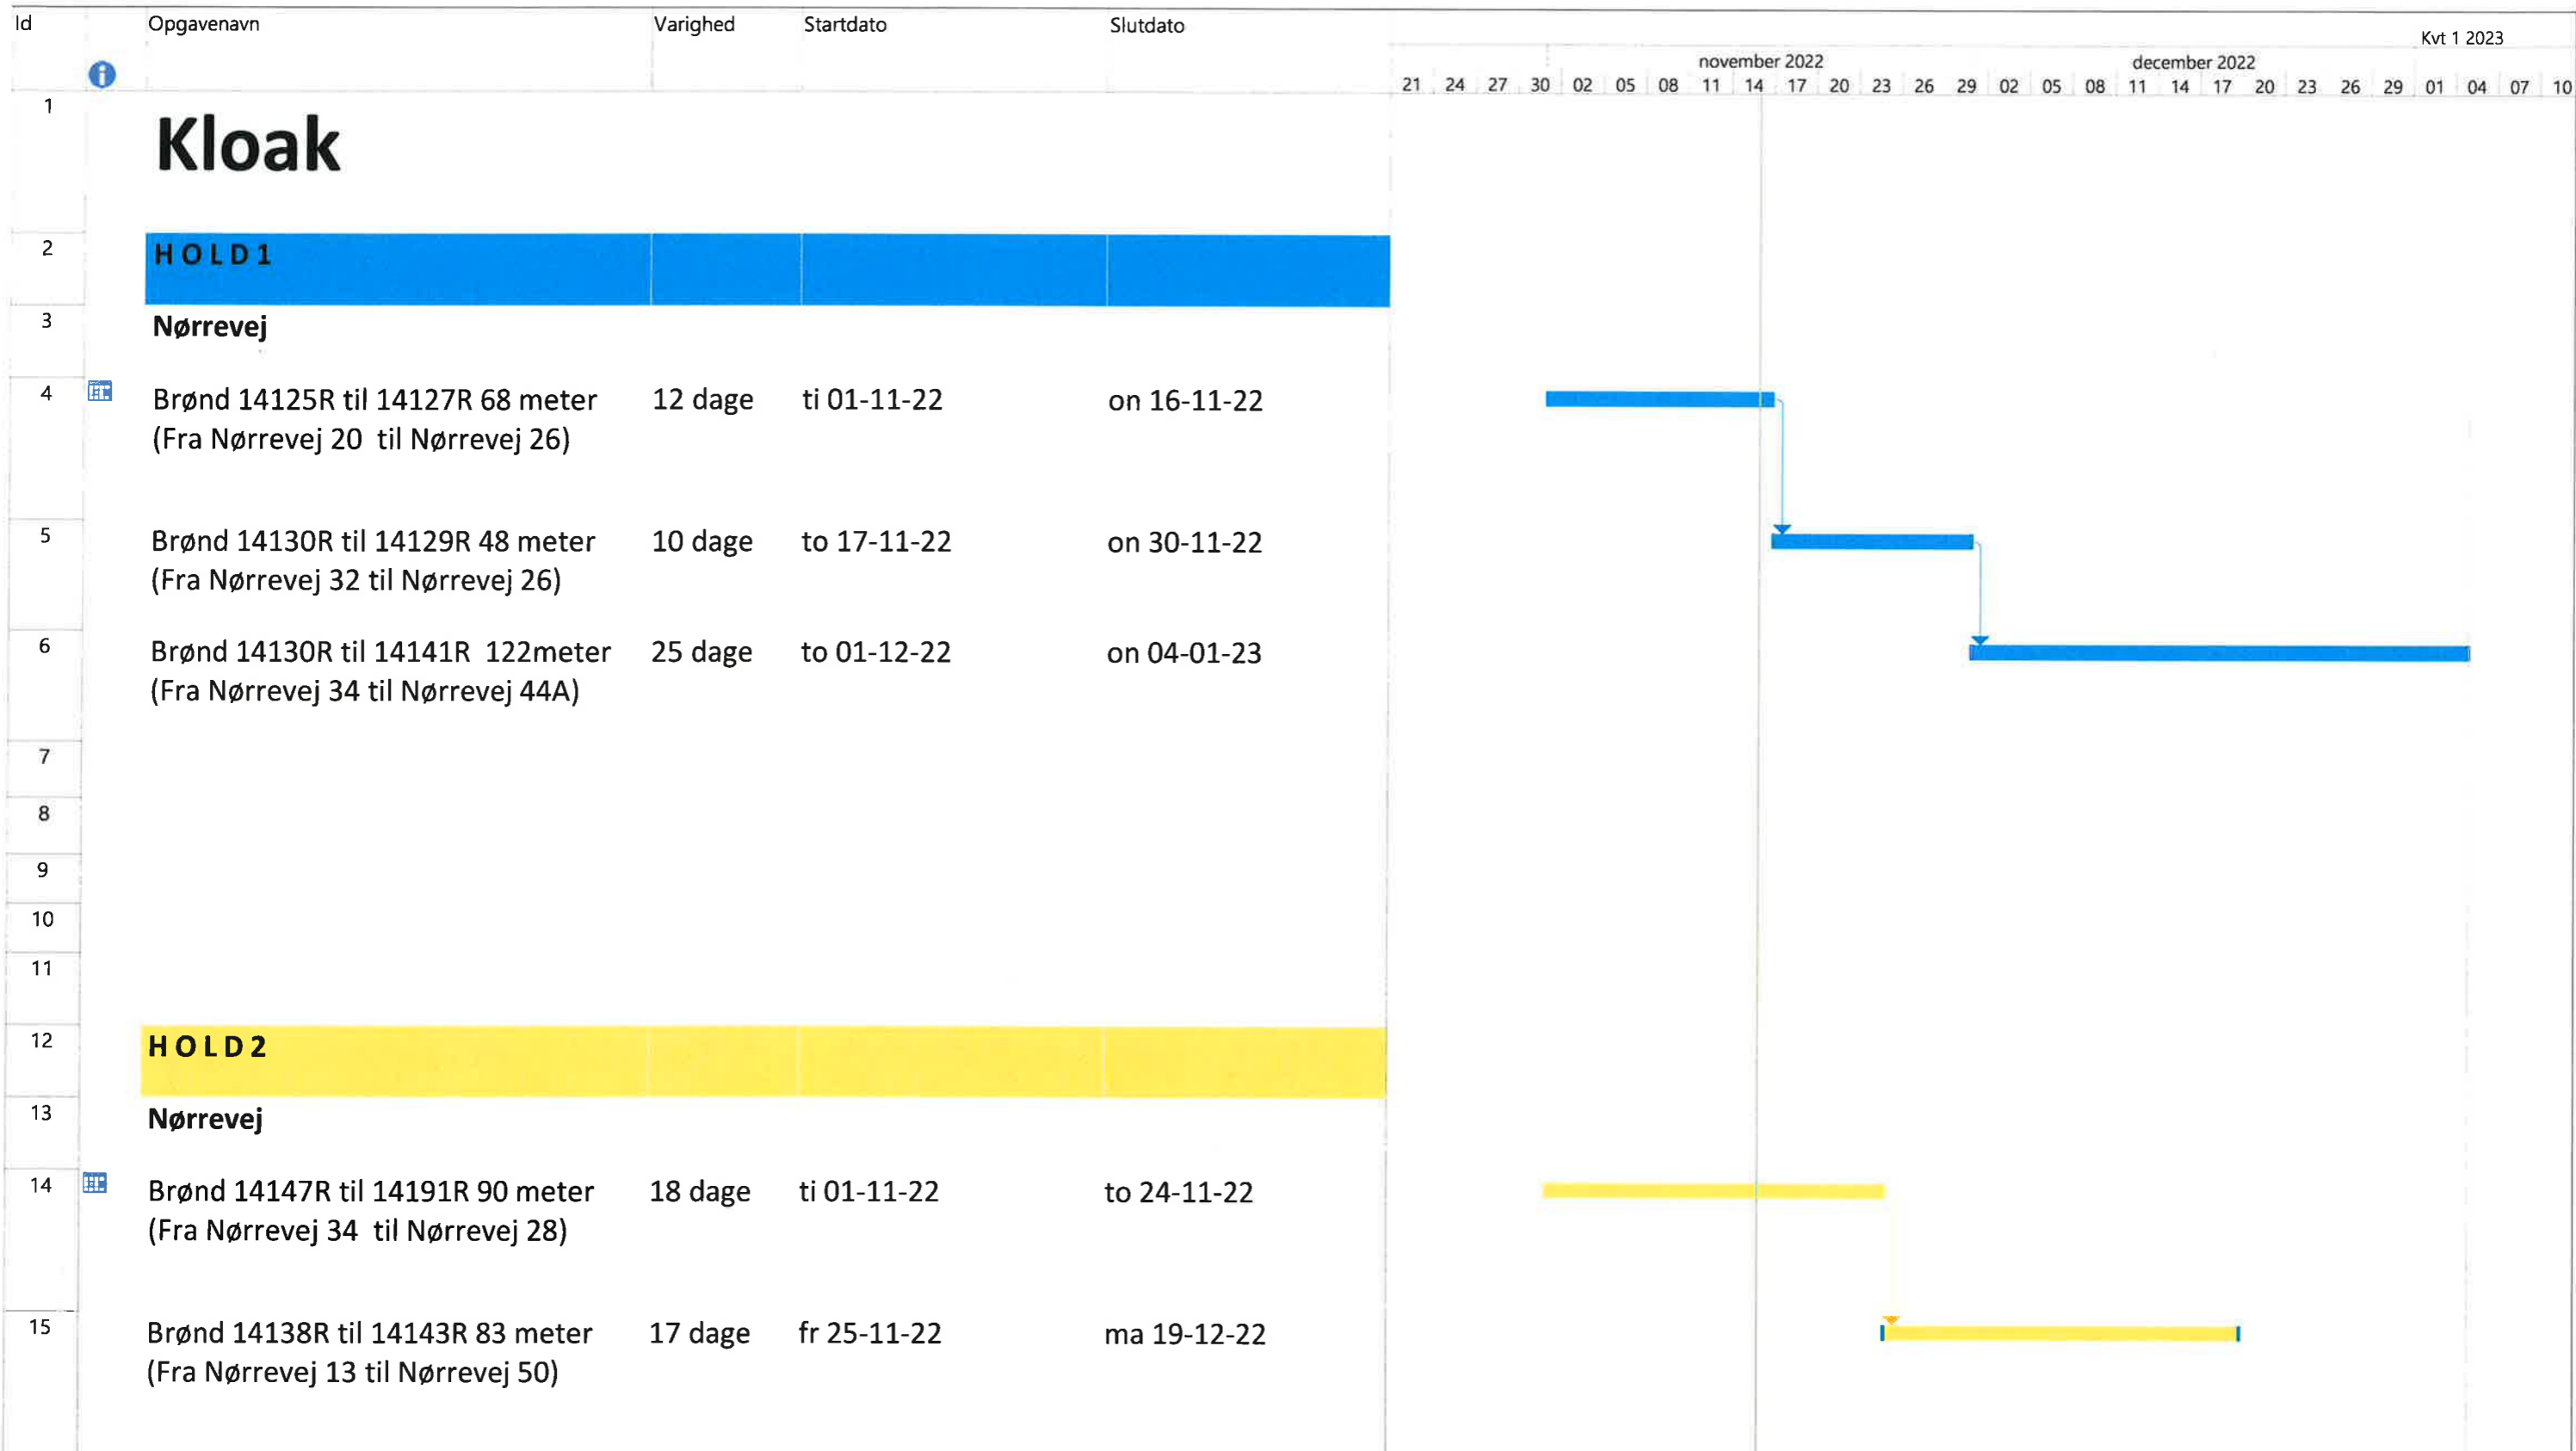 Id Opgavenavn Varighed Startdato Slutdato
Kvt 1 2023
november 2022 december 2022
21 24 27 30 02 05 08 11 14 17 20 23 26 29 02 05 08 11 14 17 20 23 26 29 01 04 07 10
1 Kloak
2 HOLD1
3 Nørrevej
4 Brønd 14125R til 14127R 68 meter 12 dage ti 01-11-22 on 16-11-22
(Fra Nørrevej 20 til Nørrevej 26)
5 Brønd 14130R til 14129R 48 meter 10 dage to 17-11-22 on 30-11-22
(Fra Nørrevej 32 til Nørrevej 26)
6 Brønd 14130R til 14141R 122meter 25 dage to 01-12-22 on 04-01-23
(Fra Nørrevej 34 til Nørrevej 44A)
7
8
9
10
11
12 HOLD2
13 Nørrevej
14 Brønd 14147R til 14191R 90 meter 18 dage ti 01-11-22 to 24-11-22
(Fra Nørrevej 34 til Nørrevej 28)
15 Brønd 14138R til 14143R 83 meter 17 dage fr 25-11-22 ma 19-12-22
(Fra Nørrevej 13 til Nørrevej 50)